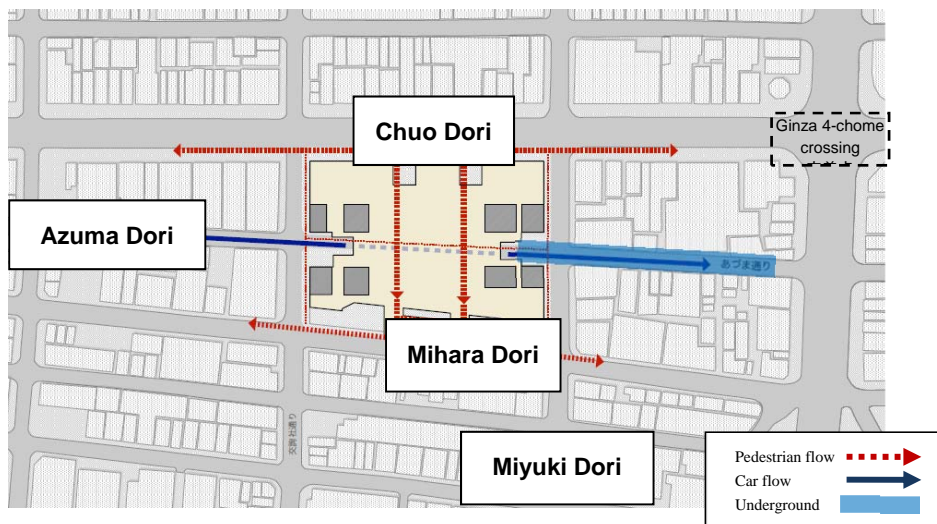 Chuo Dori
Ginza 4-chome
crossing
Azuma Dori
あづま通り
Mihara Dori
交詢社通り
Miyuki Dori
Pedestrian flow
Car flow
Underground